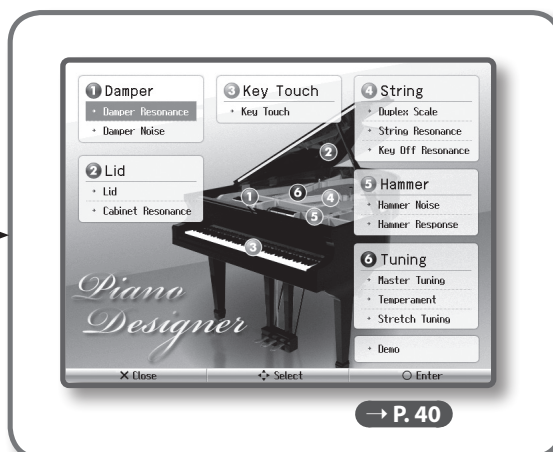 1 Damper
+ Damper Resonance
+ Damper Noise
2 Lid
+ Lid
+ Cabinet Resonance
3 Key Touch
+ Key Touch
4 String
+ Duplex Scale
+ String Resonance
+ Key Off Resonance
5 Hammer
+ Hammer Noise
+ Hammer Response
6 Tuning
+ Master Tuning
+ Temperament
+ Stretch Tuning
+ Demo
2
1
6
4
5
3
Piano
Designer
✕ Close
Select
○ Enter
→ P. 40